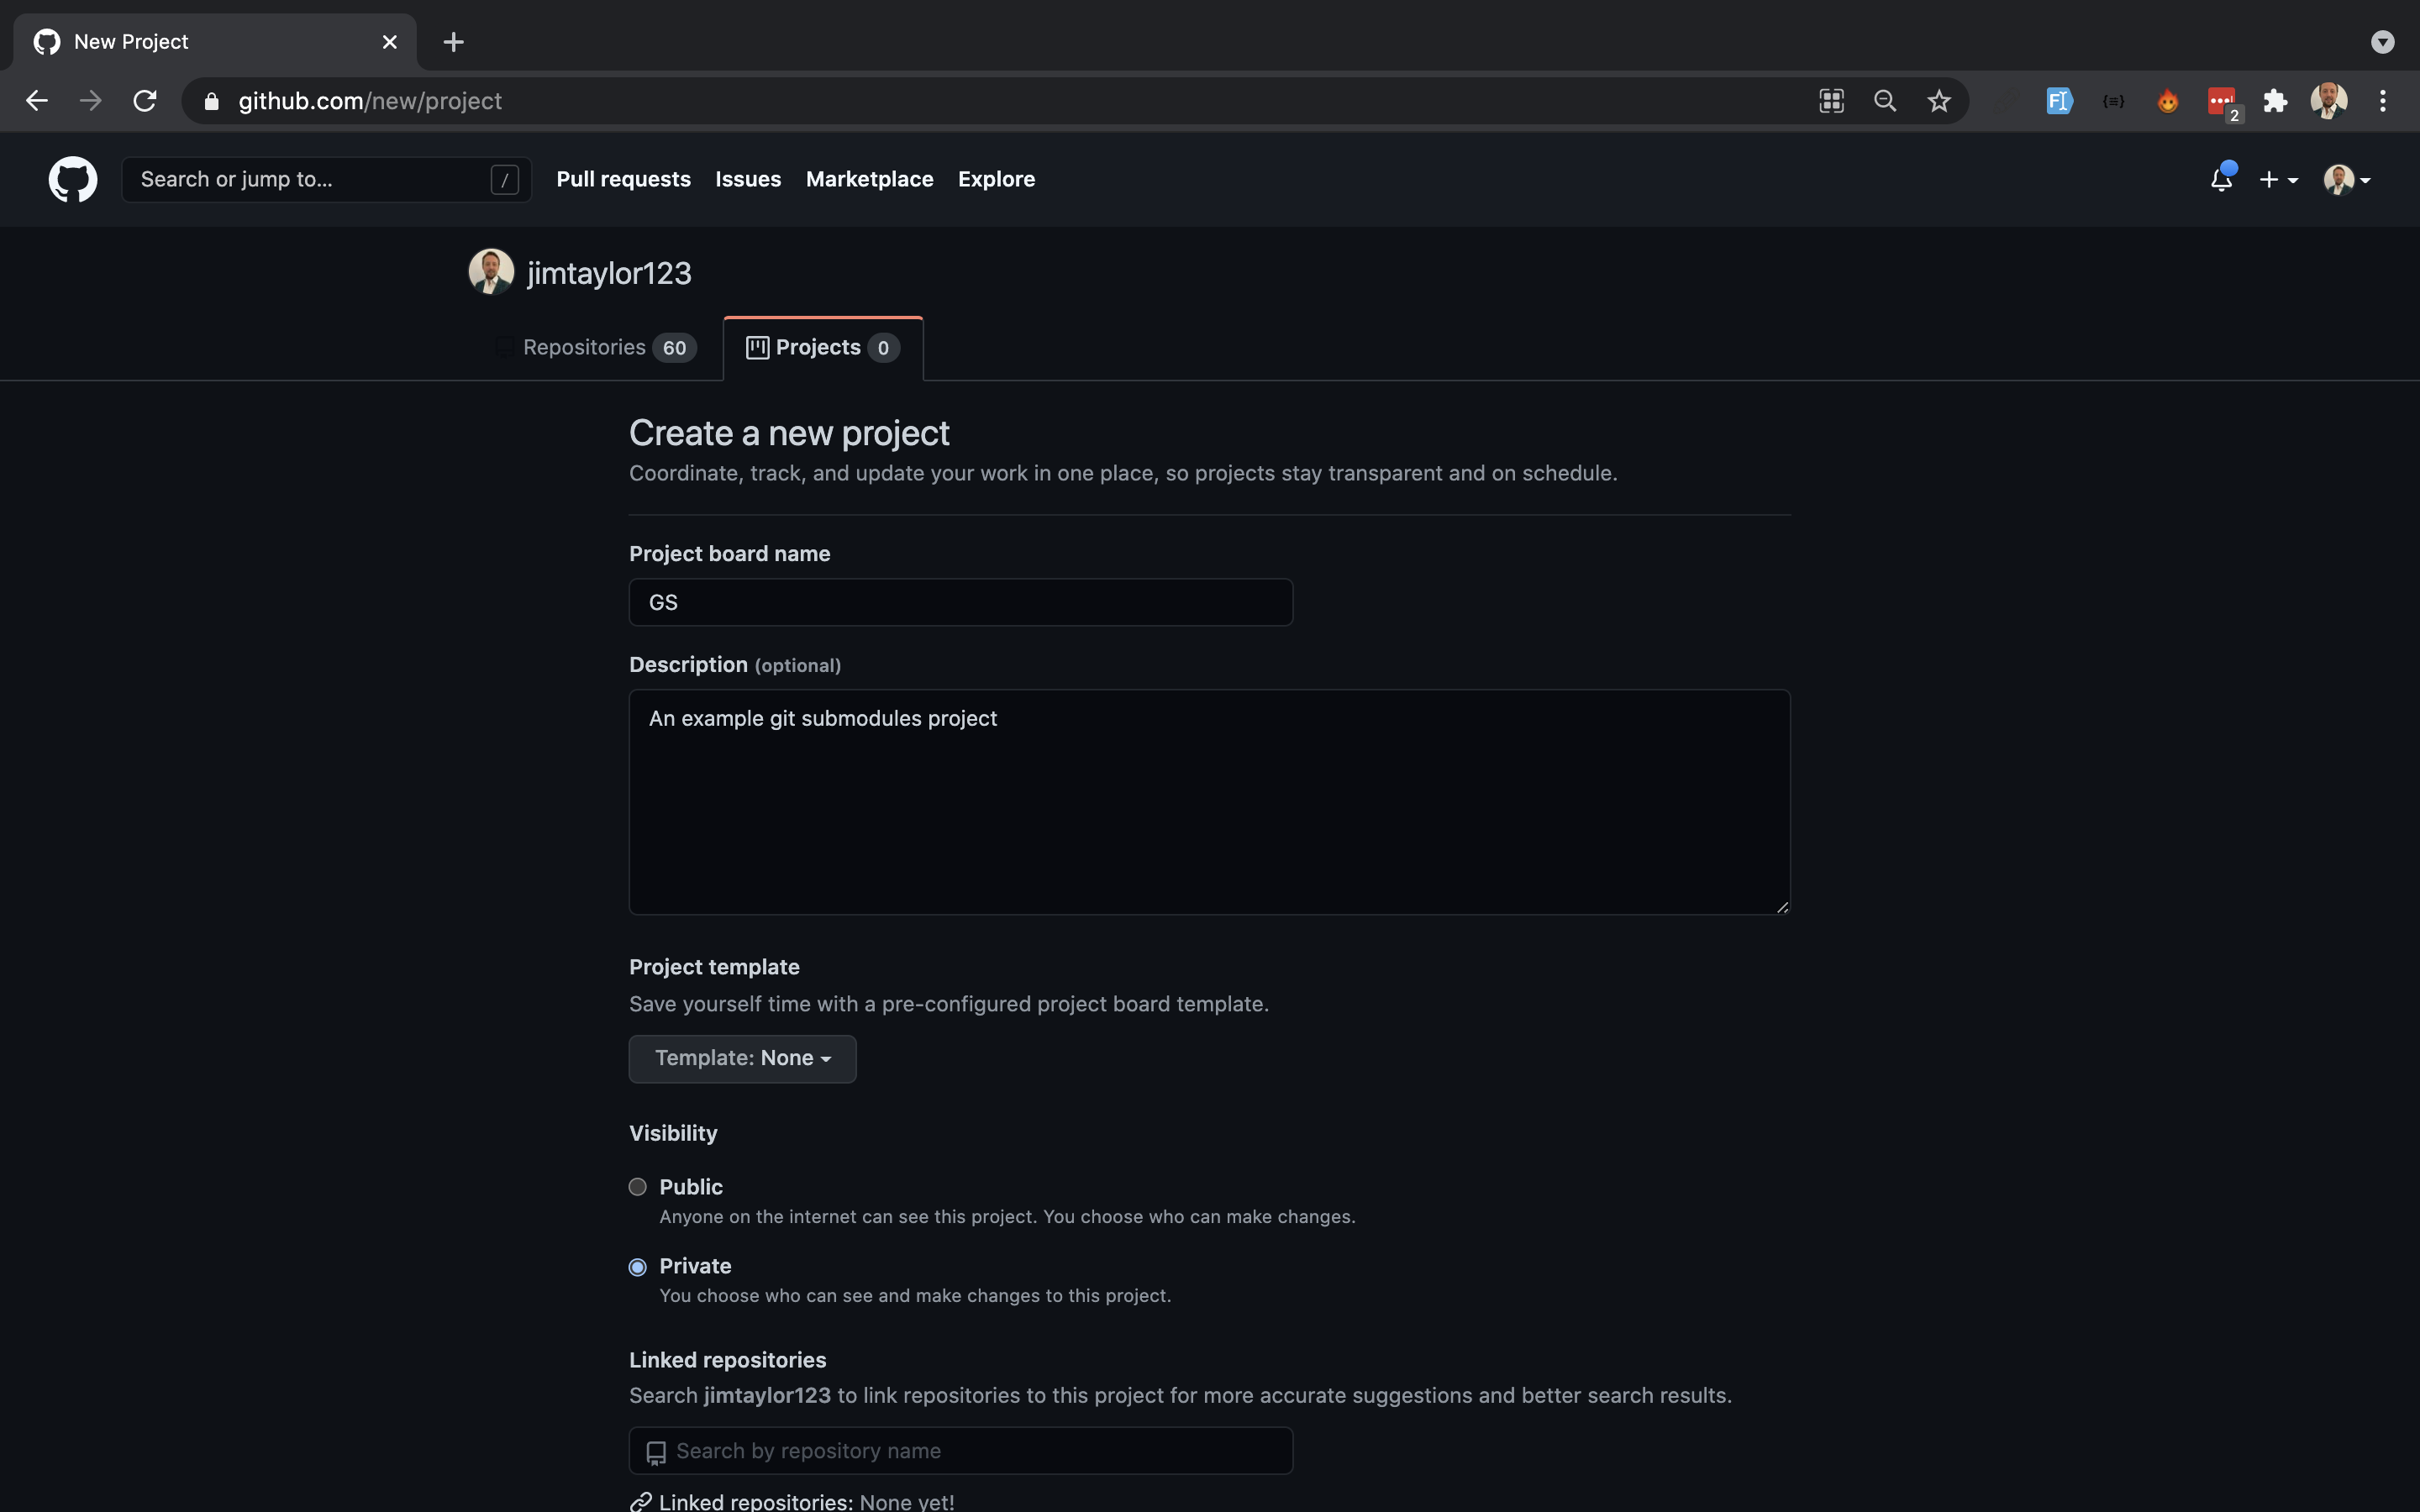 New Project
github.com/new/project
2
Search or jump to...
/
Pull requests
Issues
Marketplace
Explore
jimtaylor123
Repositories 60
Projects 0
Create a new project
Coordinate, track, and update your work in one place, so projects stay transparent and on schedule.
Project board name
GS
Description (optional)
An example git submodules project
Project template
Save yourself time with a pre-configured project board template.
Template: None
Visibility
Public
Anyone on the internet can see this project. You choose who can make changes.
Private
You choose who can see and make changes to this project.
Linked repositories
Search jimtaylor123 to link repositories to this project for more accurate suggestions and better search results.
Search by repository name
Linked repositories: None yet!